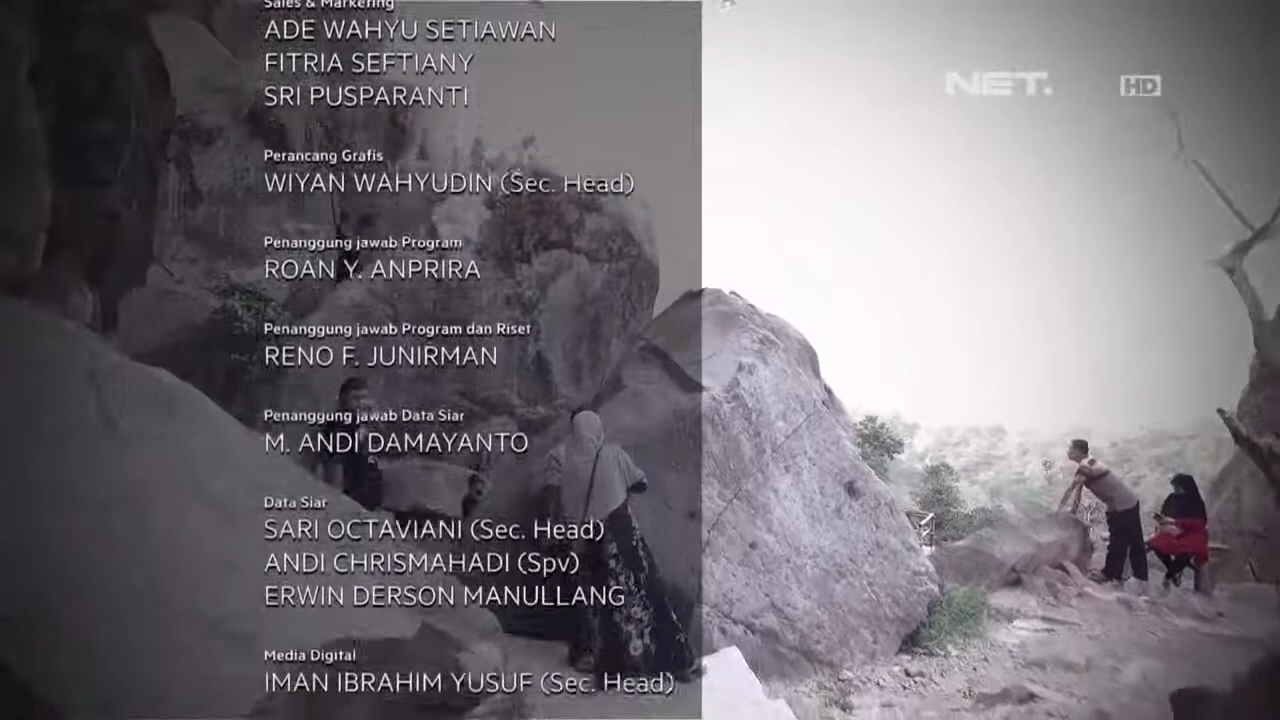 Sales & Marketing
ADE WAHYU SETIAWAN
FITRIA SEFTIANY
SRI PUSPARANTI
Perancang Grafis
WIYAN WAHYUDIN (Sec. Head)
Penanggung jawab Program
ROAN Y. ANPRIRA
Penanggung jawab Program dan Riset
RENO F. JUNIRMAN
Penanggung jawab Data Siar
M. ANDI DAMAYANTO
Data Siar
SARI OCTAVIANI (Sec. Head)
ANDI CHRISMAHADI (Spv)
ERWIN DERSON MANULLANG
Media Digital
IMAN IBRAHIM YUSUF (Sec. Head)
NET.
HD